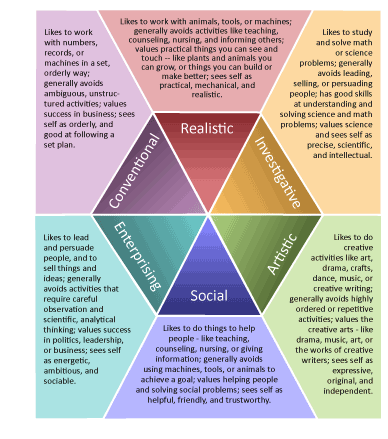 Likes to work with animals, tools, or machines;
generally avoids activities like teaching,
counseling, nursing, and informing others;
values practical things you can see and
touch -- like plants and animals you
can grow, or things you can build or
make better; sees self as
practical, mechanical, and
realistic.
Likes to work
with numbers,
records, or
machines in a set,
orderly way;
generally avoids
ambiguous, unstruc-
tured activities; values
success in business; sees
self as orderly, and
good at following a
set plan.
Likes to study
and solve math
or science
problems; generally
avoids leading,
selling, or persuading
people; has good skills
at understanding and
solving science and math
problems; values science
and sees self as
precise, scientific,
and intellectual.
Realistic
Conventional
Investigative
Enterprising
Artistic
Social
Likes to lead
and persuade
people, and to
sell things and
ideas; generally
avoids activities that
require careful
observation and
scientific, analytical
thinking; values success
in politics, leadership,
or business; sees self
as energetic,
ambitious, and
sociable.
Likes to do
creative
activities like art,
drama, crafts,
dance, music, or
creative writing;
generally avoids highly
ordered or repetitive
activities; values the
creative arts - like
drama, music, art, or
the works of creative
writers; sees self as
expressive,
original, and
independent.
Likes to do things to help
people - like teaching,
counseling, nursing, or giving
information; generally avoids
using machines, tools, or animals to
achieve a goal; values helping people
and solving social problems; sees self as
helpful, friendly, and trustworthy.